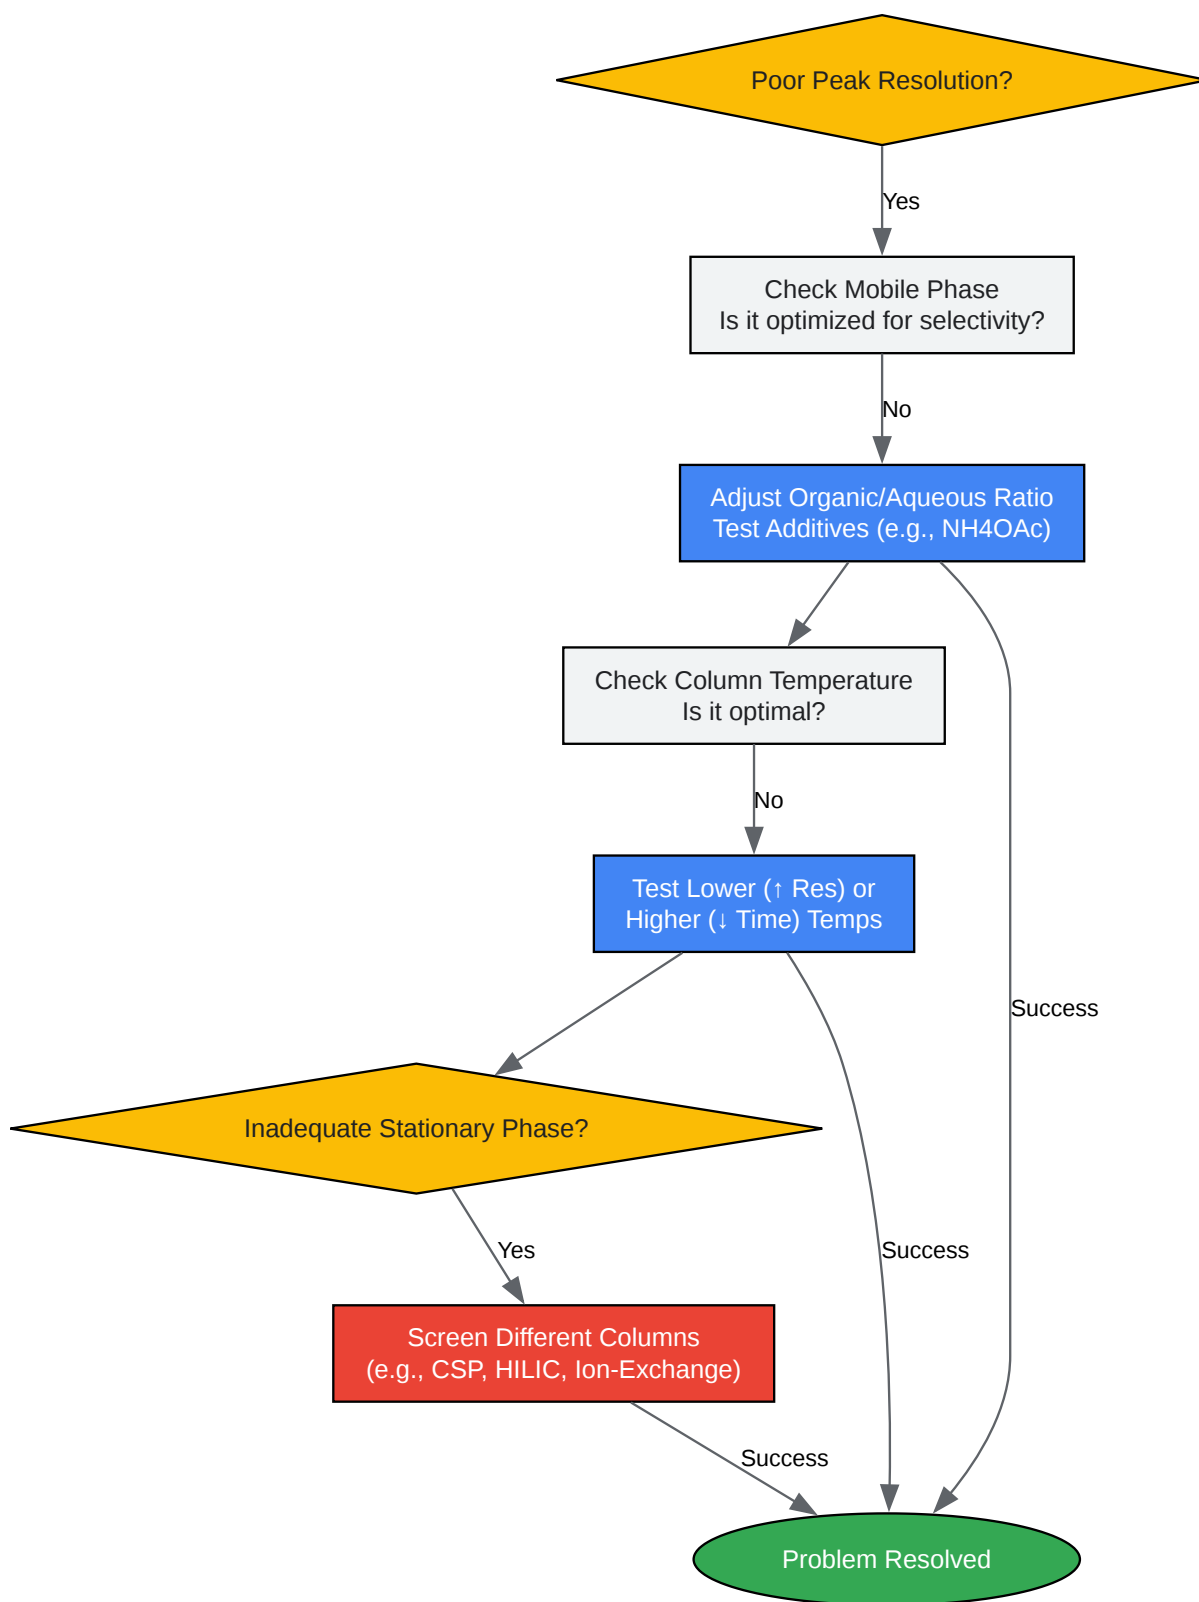 Poor Peak Resolution?
Yes
Check Mobile Phase
Is it optimized for selectivity?
No
Adjust Organic/Aqueous Ratio
Test Additives (e.g., NH4OAc)
Check Column Temperature
Is it optimal?
No
Test Lower (↑ Res) or
Higher (↓ Time) Temps
Success
Inadequate Stationary Phase?
Yes
Success
Screen Different Columns
(e.g., CSP, HILIC, Ion-Exchange)
Success
Problem Resolved